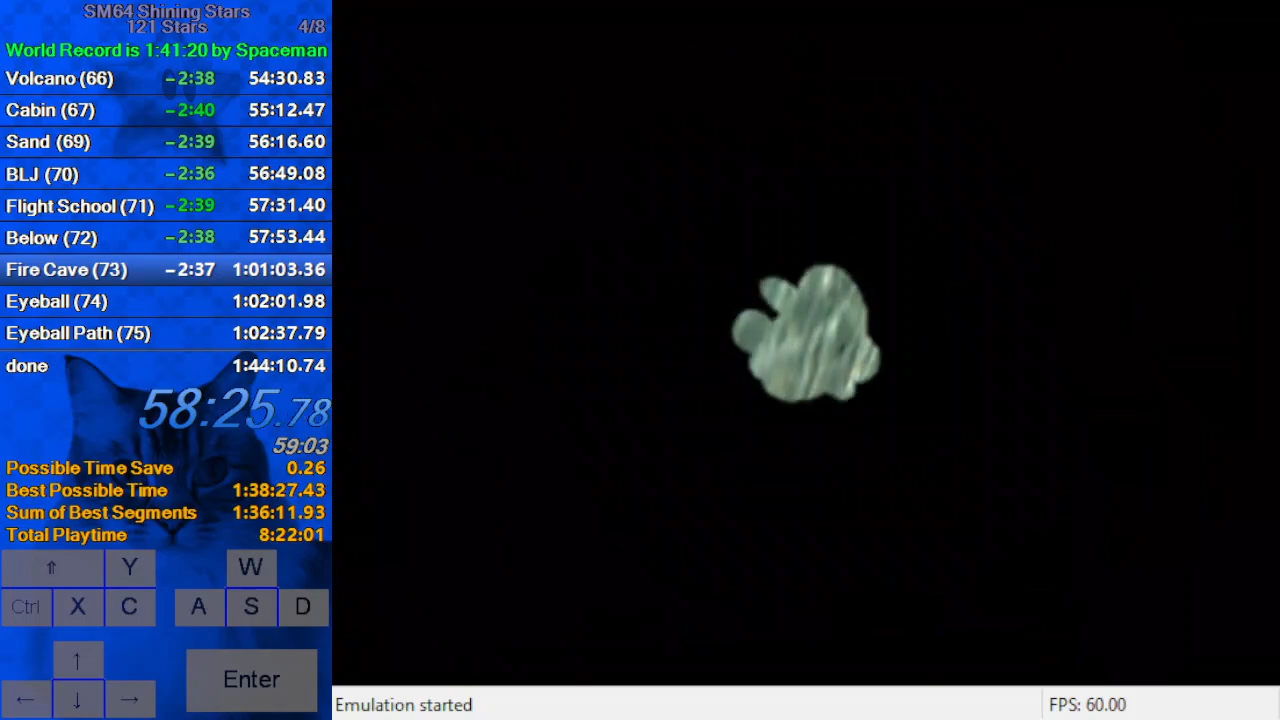 SM64 Shining Stars
121 Stars 4/8
World Record is 1:41:20 by Spaceman
Volcano (66) -2:38 54:30.83
Cabin (67) -2:40 55:12.47
Sand (69) -2:39 56:16.60
BLJ (70) -2:36 56:49.08
Flight School (71) -2:39 57:31.40
Below (72) -2:38 57:53.44
Fire Cave (73) -2:37 1:01:03.36
Eyeball (74) 1:02:01.98
Eyeball Path (75) 1:02:37.79
done 1:44:10.74
58:25.78
59:03
Possible Time Save 0.26
Best Possible Time 1:38:27.43
Sum of Best Segments 1:36:11.93
Total Playtime 8:22:01
⇑ Y W
Ctrl X C A S D
↑
Enter
← ↓ →
Emulation started FPS: 60.00